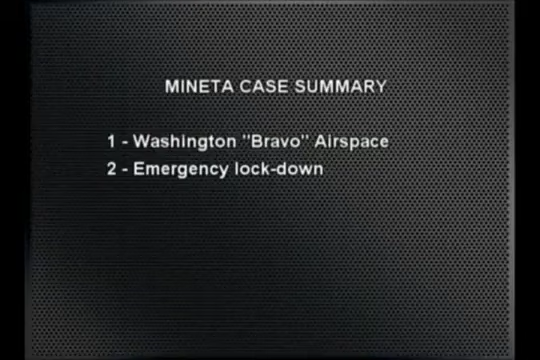 MINETA CASE SUMMARY
1 - Washington "Bravo" Airspace
2 - Emergency lock-down